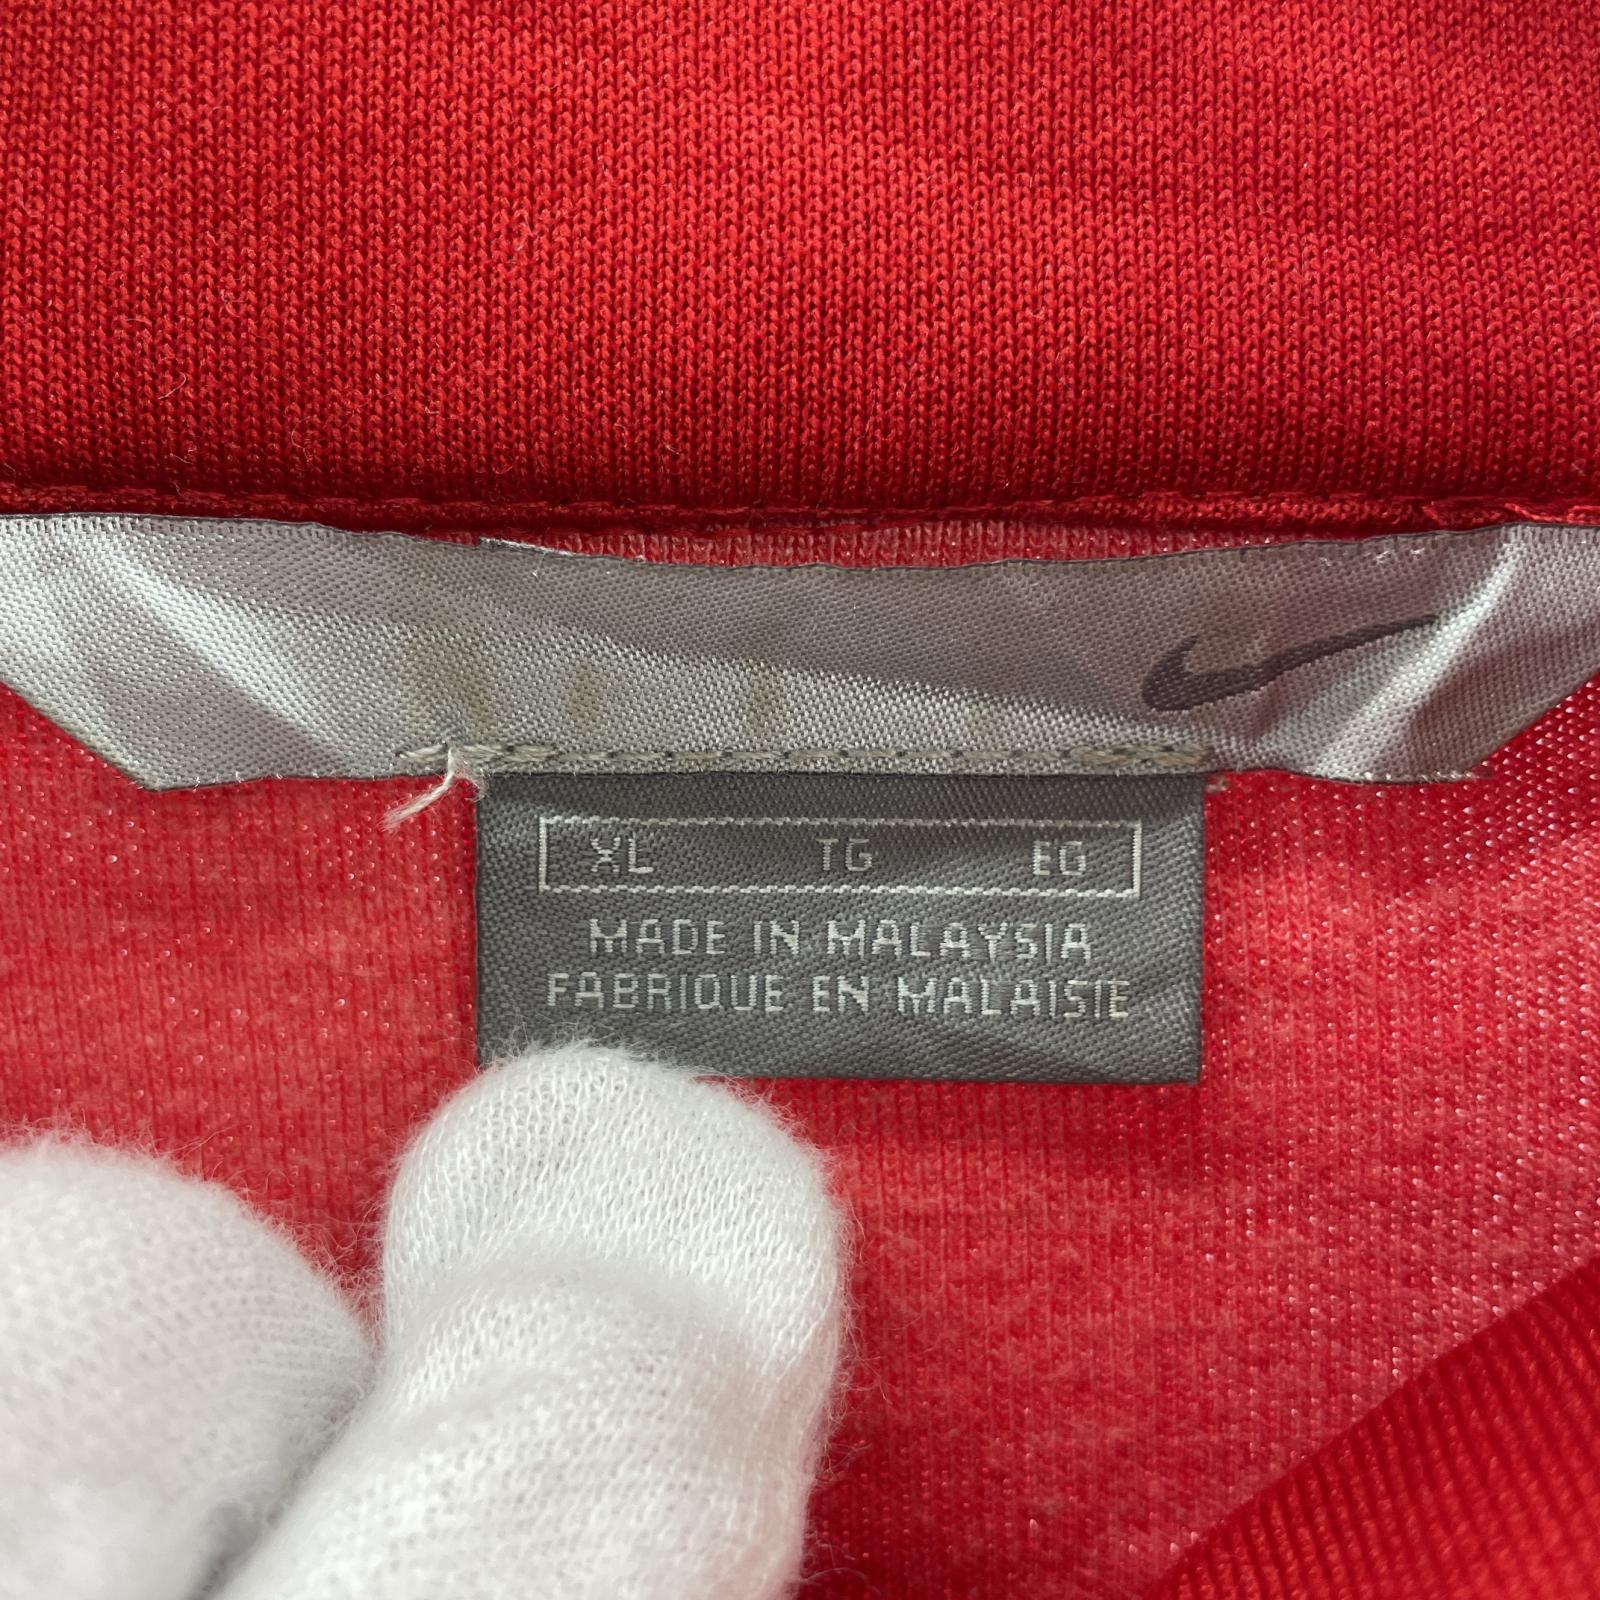 XL TG EG
MADE IN MALAYSIA
FABRIQUE EN MALAISIE